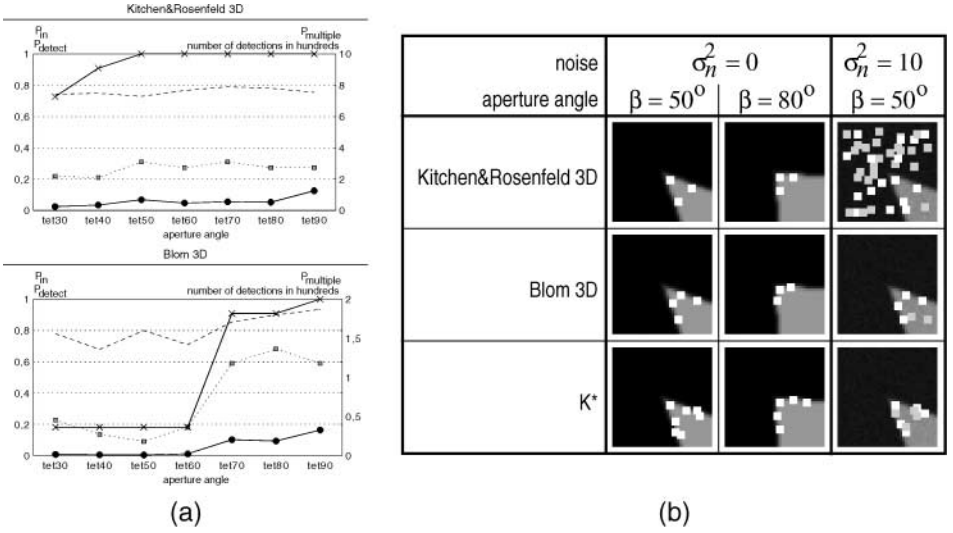 Kitchen&Rosenfeld 3D
P_in P_multiple
P_detect number of detections in hundreds
1 10
0,8 8
0,6 6
0,4 4
0,2 2
0 0
tet30 tet40 tet50 tet60 tet70 tet80 tet90
aperture angle
Blom 3D
P_in P_multiple
P_detect number of detections in hundreds
1 2
0,8 1,5
0,6
1
0,4
0,5
0,2
0 0
tet30 tet40 tet50 tet60 tet70 tet80 tet90
aperture angle
(a)
noise σ_n^2 = 0 σ_n^2 = 10
aperture angle β = 50° β = 80° β = 50°
Kitchen&Rosenfeld 3D
Blom 3D
K*
(b)